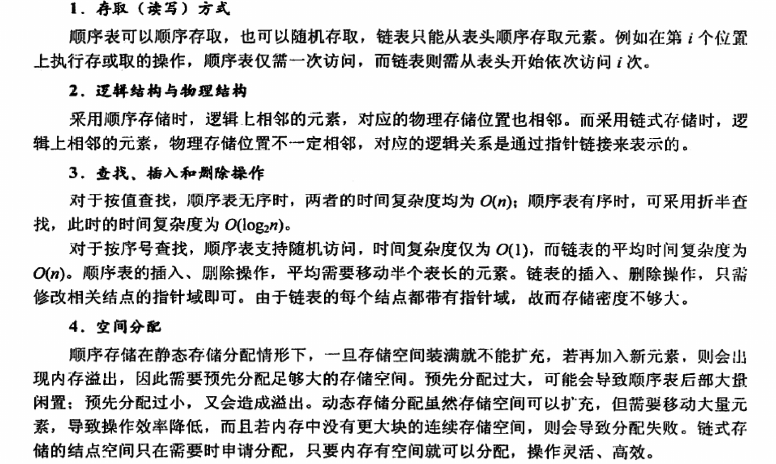 1．存取（读写）方式
顺序表可以顺序存取，也可以随机存取，链表只能从表头顺序存取元素。例如在第 i 个位置
上执行存或取的操作，顺序表仅需一次访问，而链表则需从表头开始依次访问 i 次。
2．逻辑结构与物理结构
采用顺序存储时，逻辑上相邻的元素，对应的物理存储位置也相邻。而采用链式存储时，逻
辑上相邻的元素，物理存储位置不一定相邻，对应的逻辑关系是通过指针链接来表示的。
3．查找、插入和删除操作
对于按值查找，顺序表无序时，两者的时间复杂度均为 O(n)；顺序表有序时，可采用折半查
找，此时的时间复杂度为 O(log₂n)。
对于按序号查找，顺序表支持随机访问，时间复杂度仅为 O(1)，而链表的平均时间复杂度为
O(n)。顺序表的插入、删除操作，平均需要移动半个表长的元素。链表的插入、删除操作，只需
修改相关结点的指针域即可。由于链表的每个结点都带有指针域，故而存储密度不够大。
4．空间分配
顺序存储在静态存储分配情形下，一旦存储空间装满就不能扩充，若再加入新元素，则会出
现内存溢出，因此需要预先分配足够大的存储空间。预先分配过大，可能会导致顺序表后部大量
闲置；预先分配过小，又会造成溢出。动态存储分配虽然存储空间可以扩充，但需要移动大量元
素，导致操作效率降低，而且若内存中没有更大块的连续存储空间，则会导致分配失败。链式存
储的结点空间只在需要时申请分配，只要内存有空间就可以分配，操作灵活、高效。